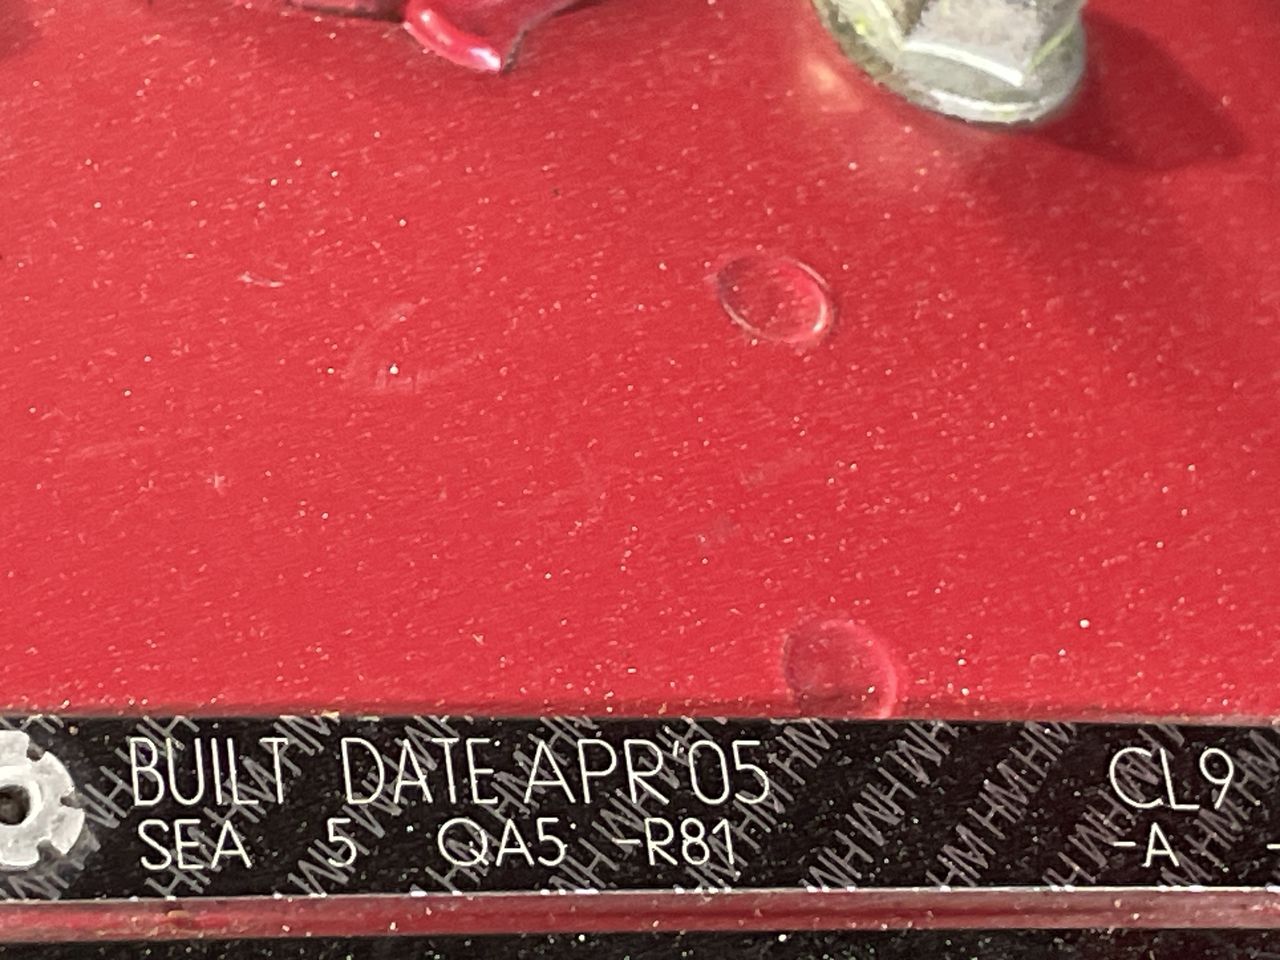 BUILT DATE APR'05 CL9
SEA 5 QA5 -R81 -A -